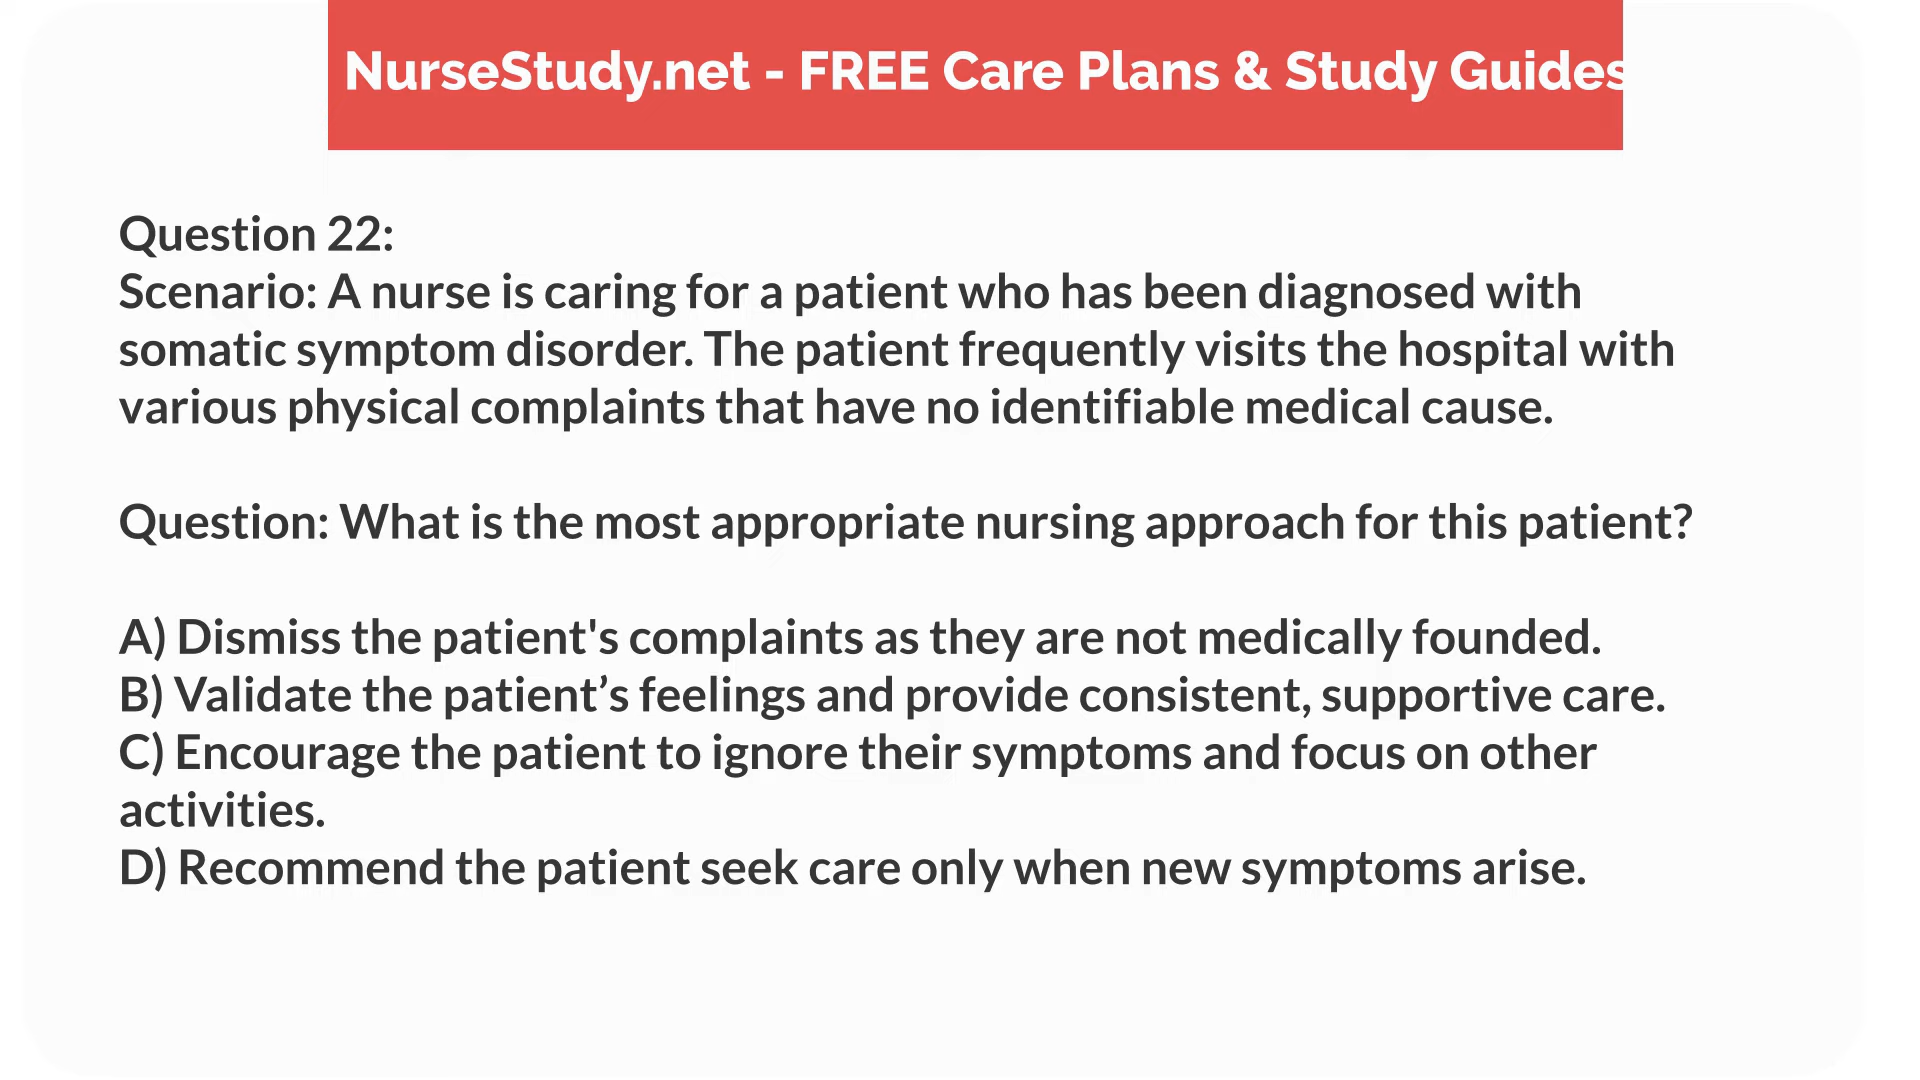 NurseStudy.net - FREE Care Plans & Study Guides
Question 22:
Scenario: A nurse is caring for a patient who has been diagnosed with
somatic symptom disorder. The patient frequently visits the hospital with
various physical complaints that have no identifiable medical cause.
Question: What is the most appropriate nursing approach for this patient?
A) Dismiss the patient's complaints as they are not medically founded.
B) Validate the patient’s feelings and provide consistent, supportive care.
C) Encourage the patient to ignore their symptoms and focus on other
activities.
D) Recommend the patient seek care only when new symptoms arise.